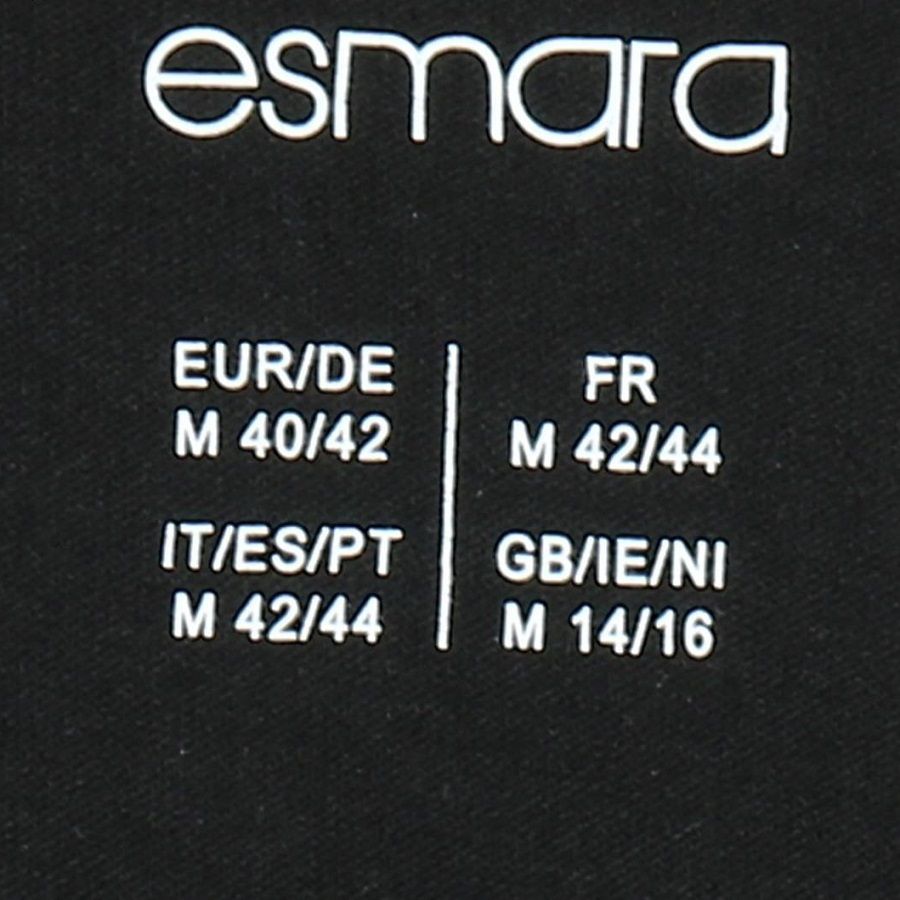 esmara
EUR/DE
M 40/42
FR
M 42/44
IT/ES/PT
M 42/44
GB/IE/NI
M 14/16